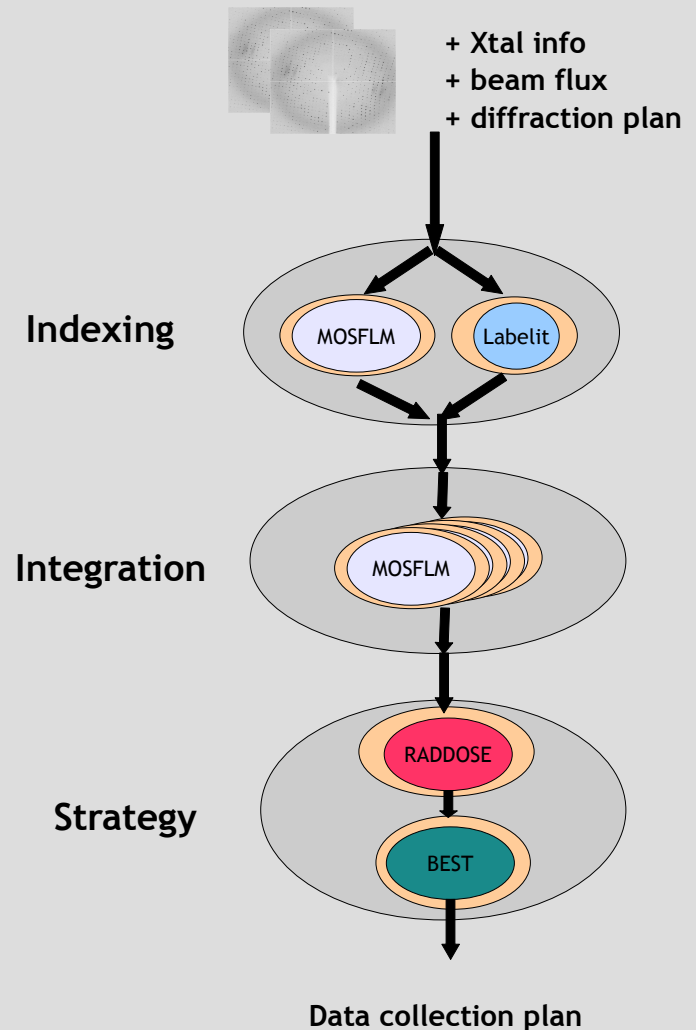 + Xtal info
+ beam flux
+ diffraction plan
Indexing
MOSFLM
Labelit
Integration
MOSFLM
Strategy
RADDOSE
BEST
Data collection plan